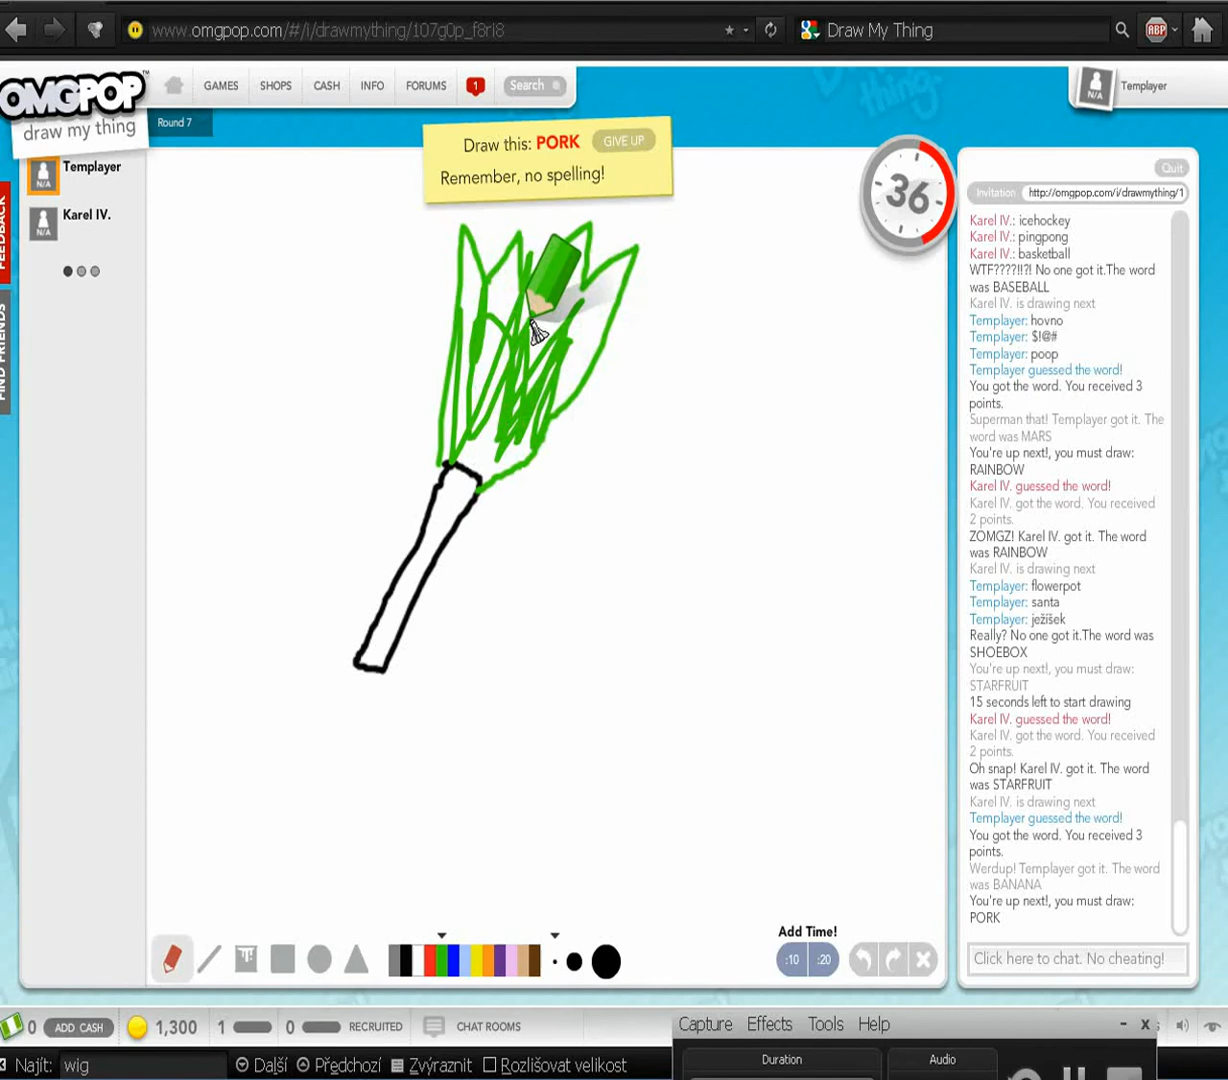 www.omgpop.com/#/i/drawmything/107g0p_f8rl8
Draw My Thing
ABP
OMGPOP
draw my thing
GAMES
SHOPS
CASH
INFO
FORUMS
1
Search
N/A
Templayer
Round 7
Draw this: PORK
GIVE UP
Remember, no spelling!
36
Templayer
N/A
Karel IV.
N/A
FEEDBACK
FIND FRIENDS
Quit
Invitation
http://omgpop.com/i/drawmything/1
Karel IV.: icehockey
Karel IV.: pingpong
Karel IV.: basketball
WTF????!!?! No one got it.The word
was BASEBALL
Karel IV. is drawing next
Templayer: hovno
Templayer: $!@#
Templayer: poop
Templayer guessed the word!
You got the word. You received 3
points.
Superman that! Templayer got it. The
word was MARS
You're up next!, you must draw:
RAINBOW
Karel IV. guessed the word!
Karel IV. got the word. You received
2 points.
ZOMGZ! Karel IV. got it. The word
was RAINBOW
Karel IV. is drawing next
Templayer: flowerpot
Templayer: santa
Templayer: ježíšek
Really? No one got it.The word was
SHOEBOX
You're up next!, you must draw:
STARFRUIT
15 seconds left to start drawing
Karel IV. guessed the word!
Karel IV. got the word. You received
2 points.
Oh snap! Karel IV. got it. The word
was STARFRUIT
Karel IV. is drawing next
Templayer guessed the word!
You got the word. You received 3
points.
Werdup! Templayer got it. The word
was BANANA
You're up next!, you must draw:
PORK
Click here to chat. No cheating!
Add Time!
:10
:20
0
ADD CASH
1,300
1
0
RECRUITED
CHAT ROOMS
Capture Effects Tools Help
Duration
Audio
Najít: wig
Další
Předchozí
Zvýraznit
Rozlišovat velikost